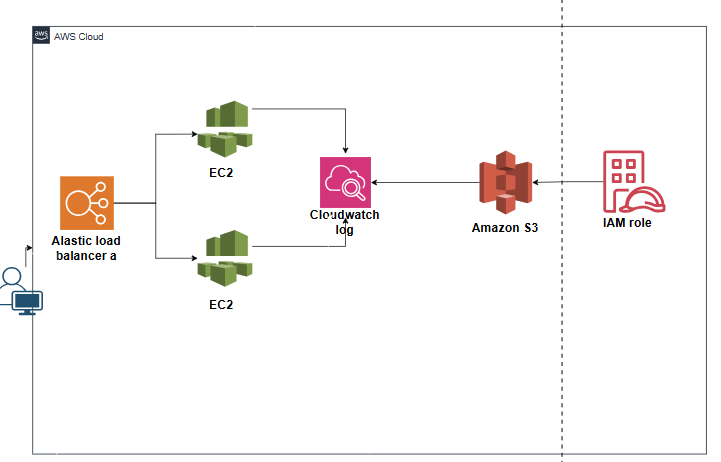 aws
AWS Cloud
EC2
Alastic load
balancer a
Cloudwatch
log
Amazon S3
IAM role
EC2